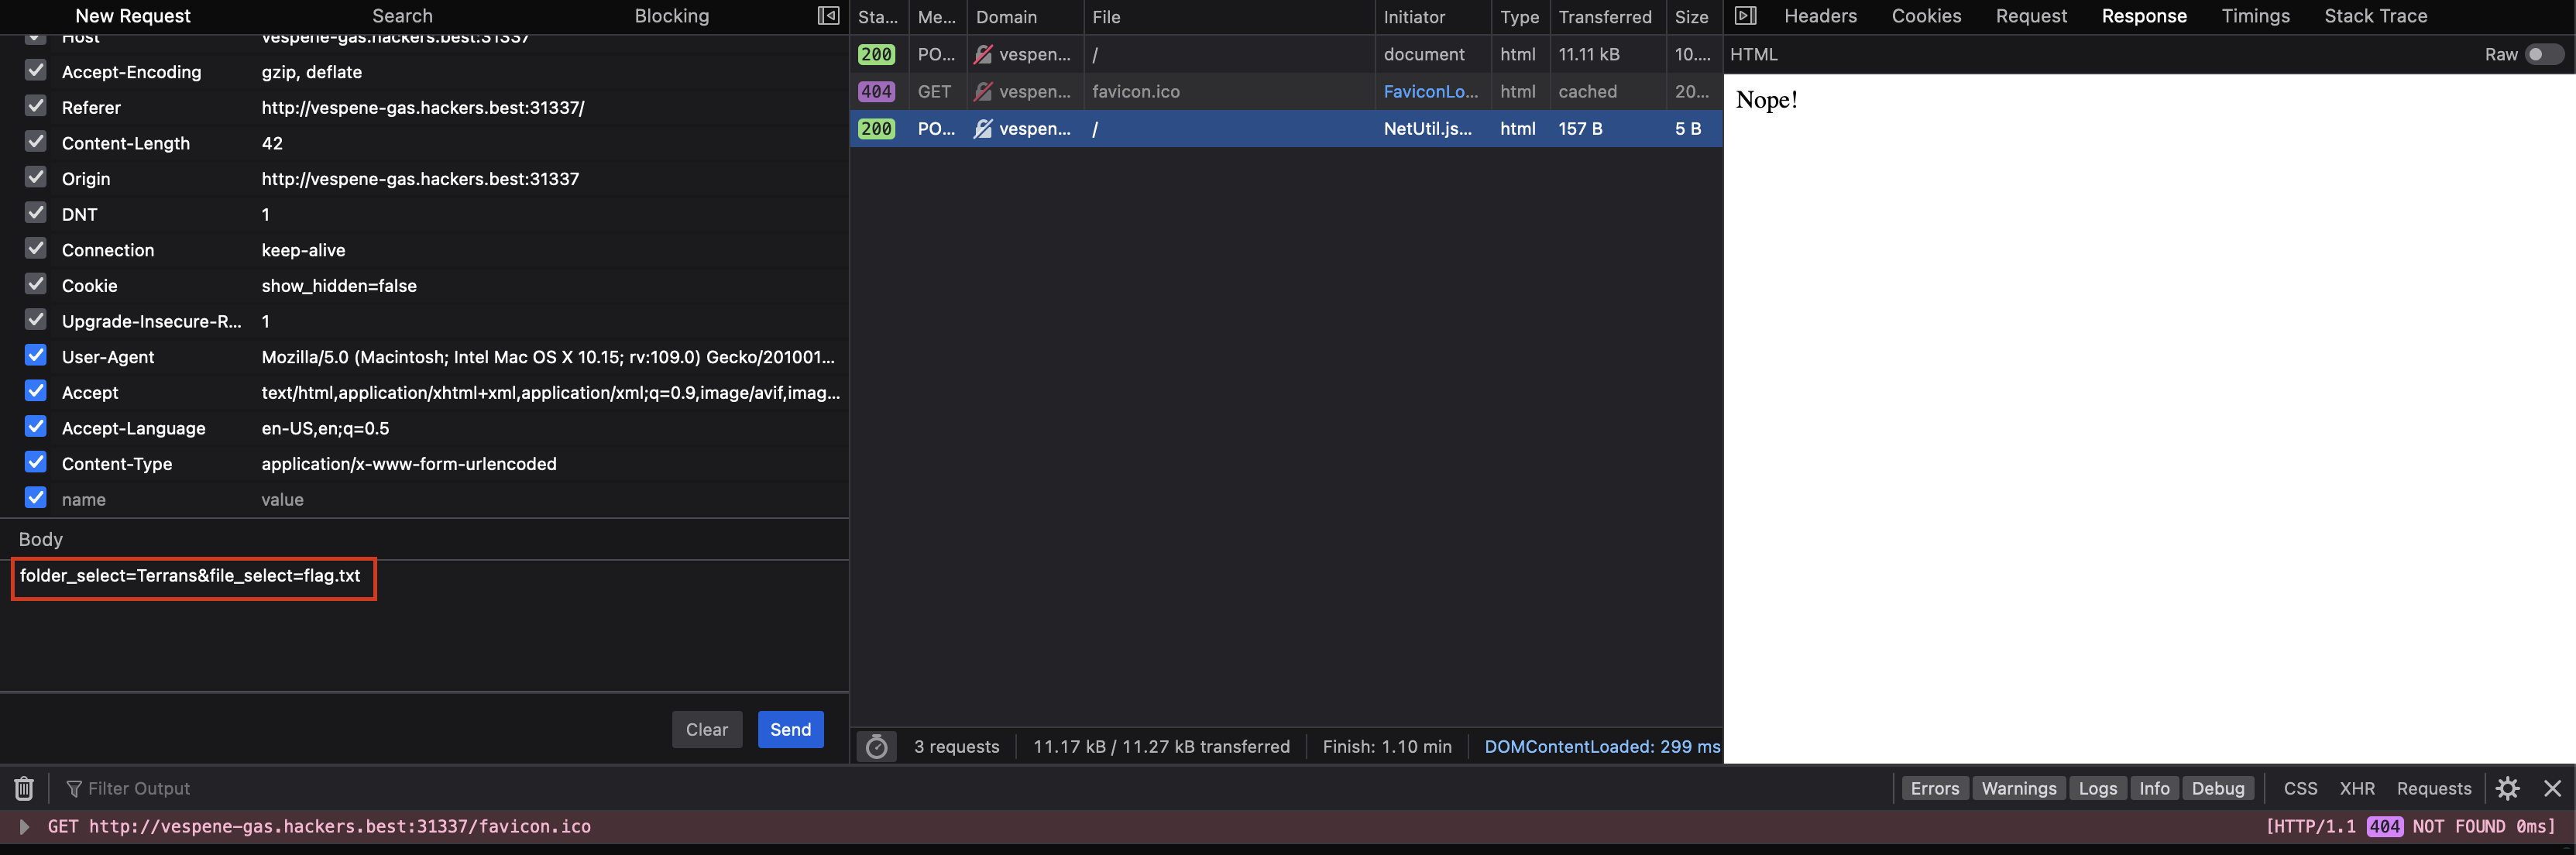 New Request Search Blocking
Host vespene-gas.hackers.best:31337
Accept-Encoding gzip, deflate
Referer http://vespene-gas.hackers.best:31337/
Content-Length 42
Origin http://vespene-gas.hackers.best:31337
DNT 1
Connection keep-alive
Cookie show_hidden=false
Upgrade-Insecure-R... 1
User-Agent Mozilla/5.0 (Macintosh; Intel Mac OS X 10.15; rv:109.0) Gecko/201001...
Accept text/html,application/xhtml+xml,application/xml;q=0.9,image/avif,imag...
Accept-Language en-US,en;q=0.5
Content-Type application/x-www-form-urlencoded
name value
Body
folder_select=Terrans&file_select=flag.txt
Clear Send
Sta... Me... Domain File Initiator Type Transferred Size
200 PO... vespen... / document html 11.11 kB 10....
404 GET vespen... favicon.ico FaviconLo... html cached 20...
200 PO... vespen... / NetUtil.js... html 157 B 5 B
3 requests 11.17 kB / 11.27 kB transferred Finish: 1.10 min DOMContentLoaded: 299 ms
Headers Cookies Request Response Timings Stack Trace
HTML Raw
Nope!
Filter Output Errors Warnings Logs Info Debug CSS XHR Requests
GET http://vespene-gas.hackers.best:31337/favicon.ico [HTTP/1.1 404 NOT FOUND 0ms]